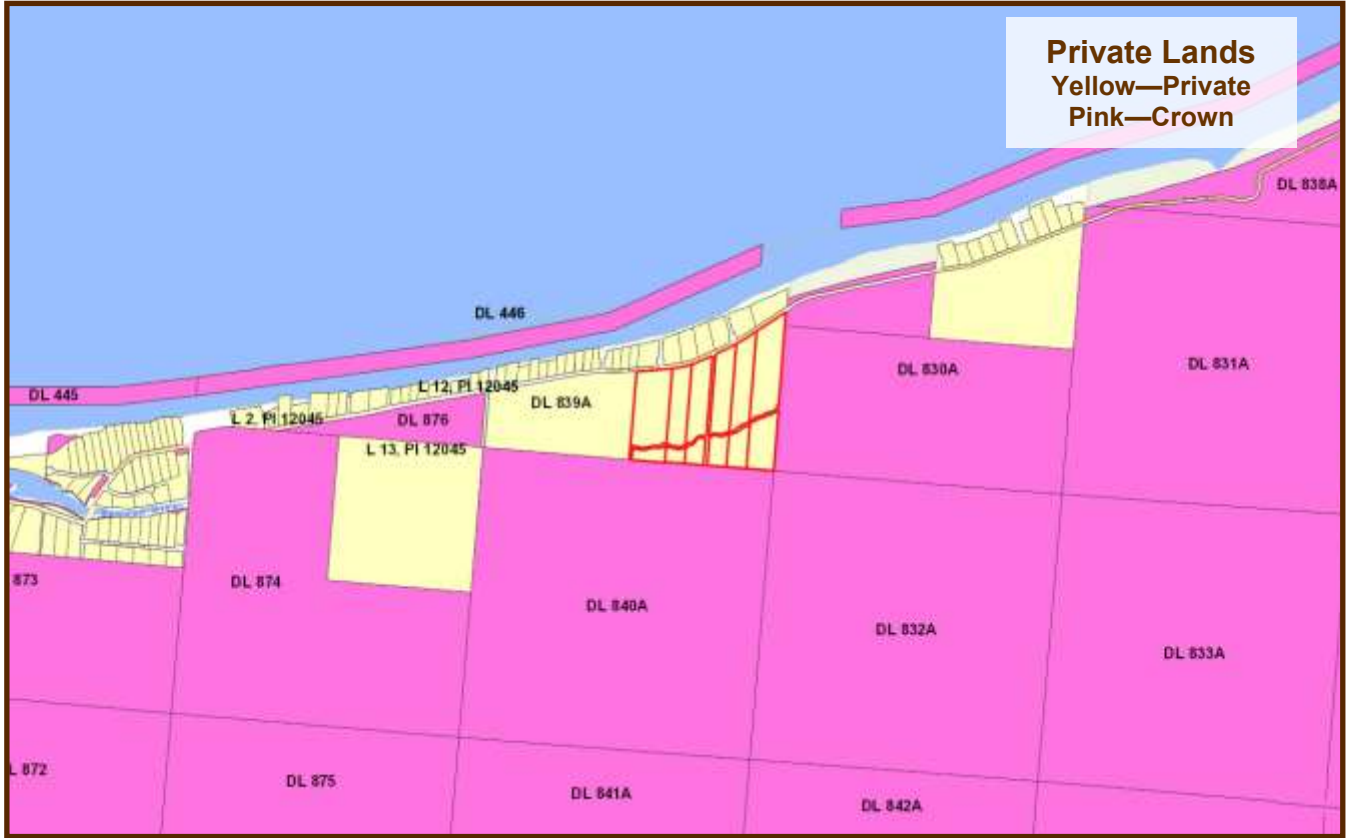 Private Lands
Yellow—Private
Pink—Crown
DL 838A
DL 446
DL 831A
DL 830A
DL 445
L 12, Pl 12045
DL 839A
L 2, Pl 12045
DL 876
L 13, Pl 12045
873
DL 874
DL 840A
DL 832A
DL 833A
L 872
DL 875
DL 841A
DL 842A